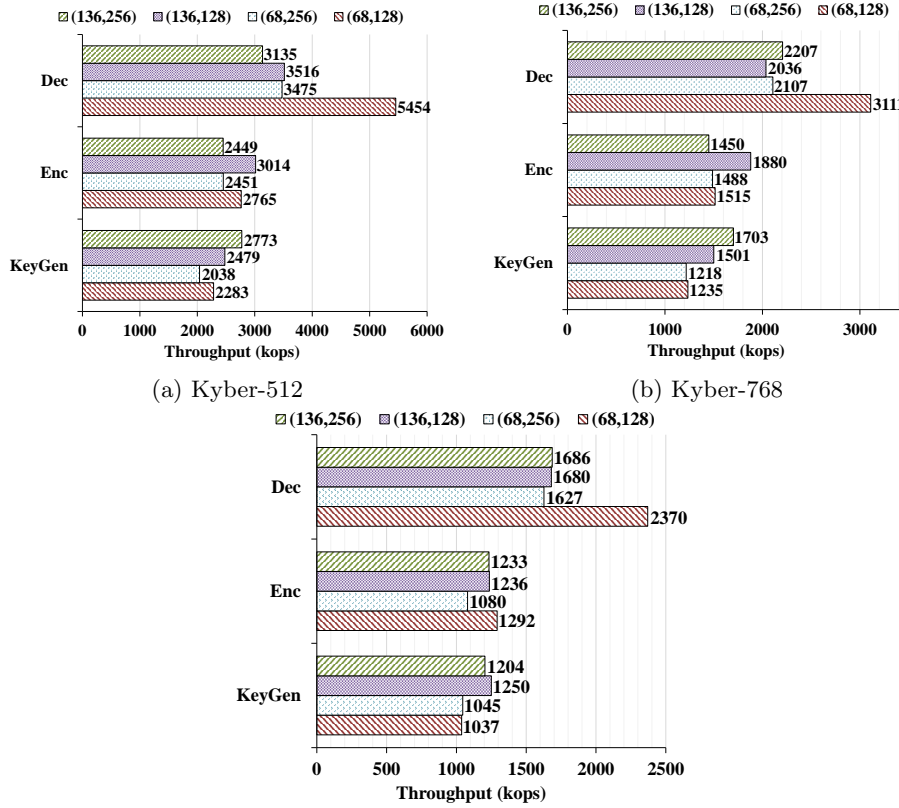 (136,256) (136,128) (68,256) (68,128)
Dec
3135
3516
3475
5454
Enc
2449
3014
2451
2765
KeyGen
2773
2479
2038
2283
0 1000 2000 3000 4000 5000 6000
Throughput (kops)
(a) Kyber-512
(136,256) (136,128) (68,256) (68,128)
Dec
2207
2036
2107
Enc
1450
1880
1488
1515
KeyGen
1703
1501
1218
1235
0 1000 2000 3000
Throughput (kops)
(b) Kyber-768
(136,256) (136,128) (68,256) (68,128)
Dec
1686
1680
1627
2370
Enc
1233
1236
1080
1292
KeyGen
1204
1250
1045
1037
0 500 1000 1500 2000 2500
Throughput (kops)